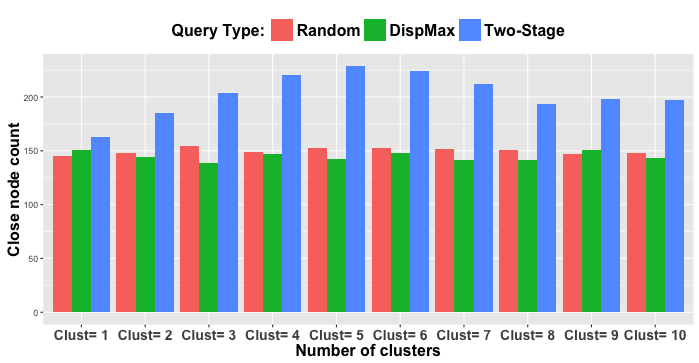 Query Type: Random DispMax Two-Stage
Close node count
200
150
100
50
0
Clust= 1 Clust= 2 Clust= 3 Clust= 4 Clust= 5 Clust= 6 Clust= 7 Clust= 8 Clust= 9 Clust= 10
Number of clusters